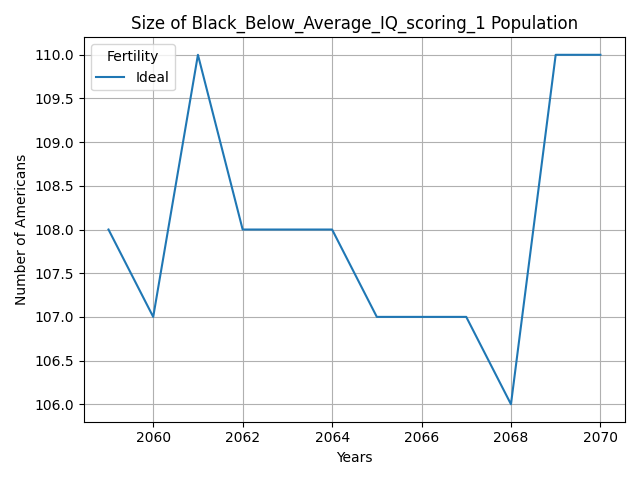 Size of Black_Below_Average_IQ_scoring_1 Population
Fertility
Ideal
110.0
109.5
109.0
108.5
108.0
107.5
107.0
106.5
106.0
Number of Americans
2060 2062 2064 2066 2068 2070
Years